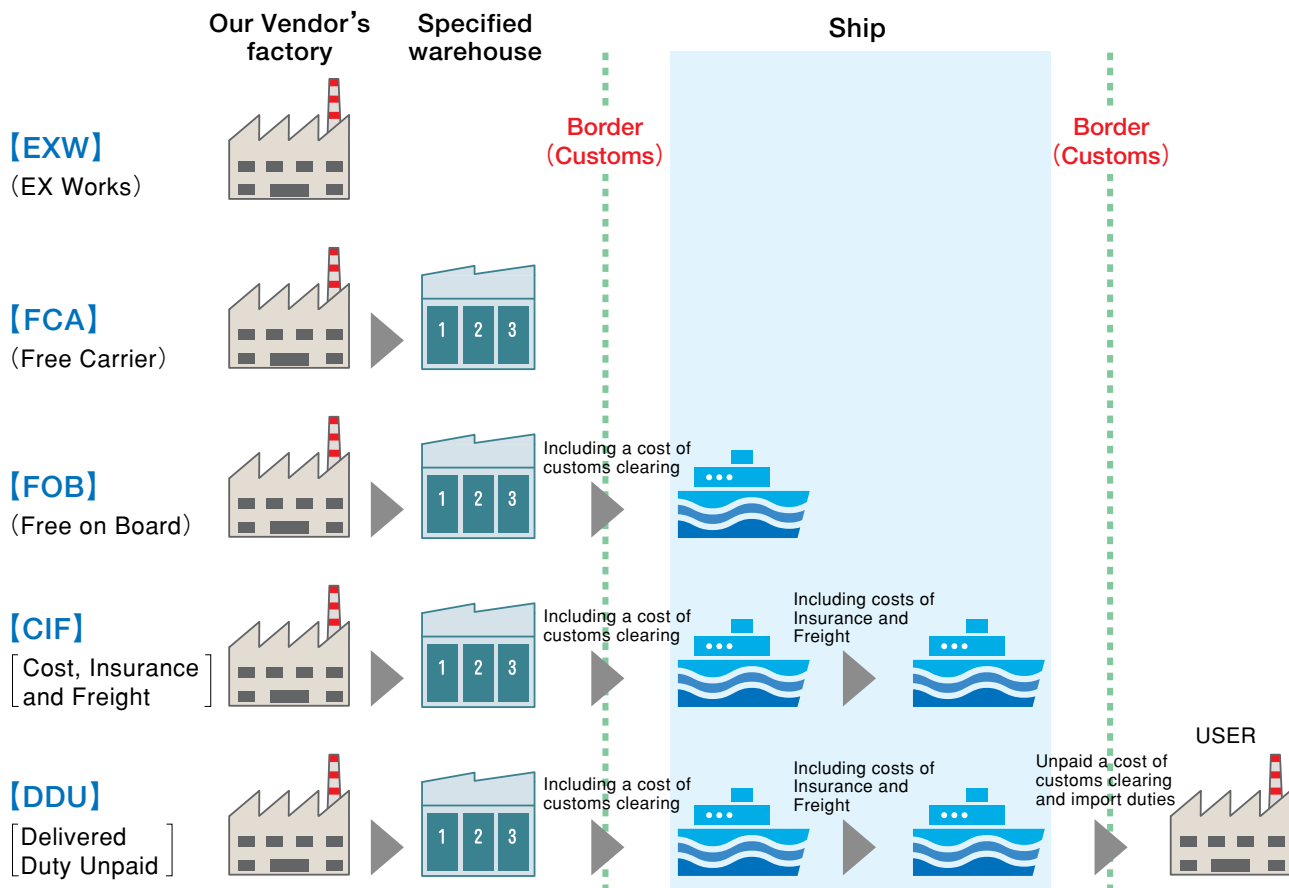 Our Vendor's
factory
Specified
warehouse
Ship
Border
(Customs)
Border
(Customs)
【EXW】
(EX Works)
【FCA】
(Free Carrier)
1 2 3
【FOB】
(Free on Board)
1 2 3
Including a cost of
customs clearing
【CIF】
[Cost, Insurance
and Freight]
1 2 3
Including a cost of
customs clearing
Including costs of
Insurance and
Freight
【DDU】
[Delivered
Duty Unpaid]
1 2 3
Including a cost of
customs clearing
Including costs of
Insurance and
Freight
Unpaid a cost of
customs clearing
and import duties
USER